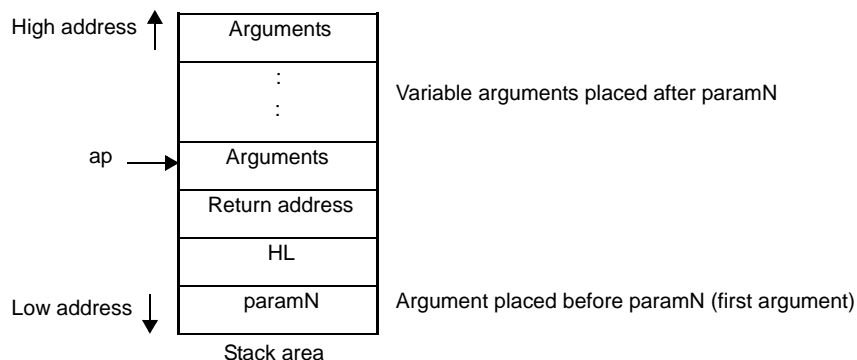 High address
Arguments
:
:
Variable arguments placed after paramN
ap
Arguments
Return address
HL
Low address
paramN
Argument placed before paramN (first argument)
Stack area